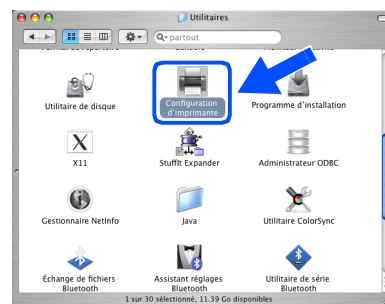 Utilitaires
partout
Utilitaire de disque
Configuration
d'imprimante
Programme d'installation
X11
StuffIt Expander
Administrateur ODBC
Gestionnaire NetInfo
Java
Utilitaire ColorSync
Échange de fichiers
Bluetooth
Assistant réglages
Bluetooth
Utilitaire de série
Bluetooth
1 sur 30 sélectionné, 11.39 Go disponibles